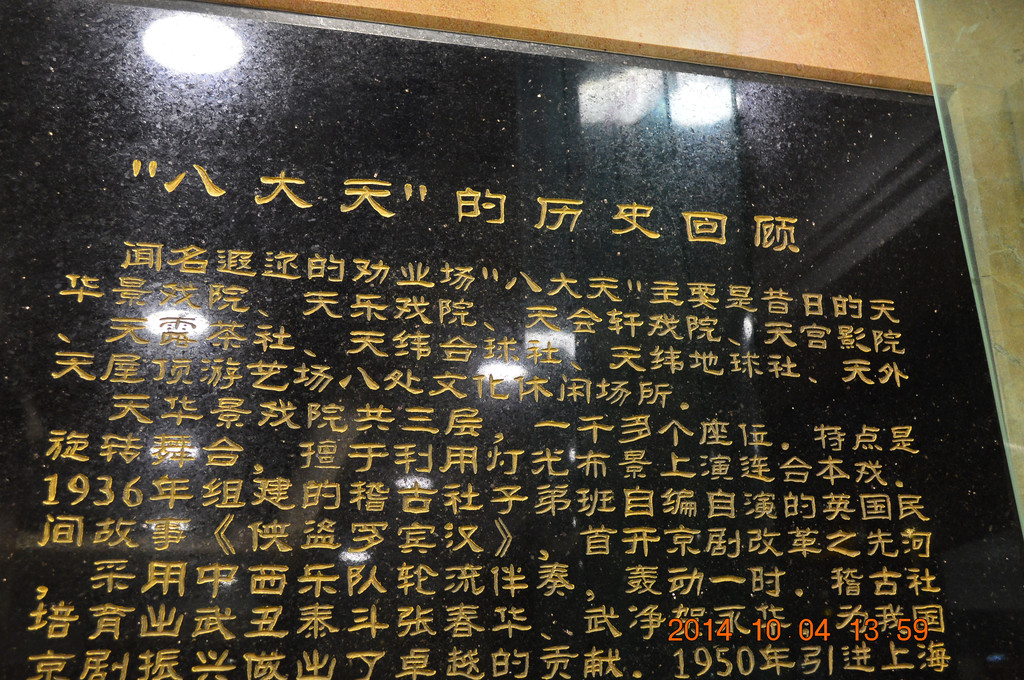 "八大天"的历史回顾
闻名遐迩的劝业场"八大天"主要是昔日的天
华景戏院、天乐戏院、天会轩戏院、天宫影院
、天露茶社、天纬台球社、天纬地球社、天外
天屋顶游艺场八处文化休闲场所.
天华景戏院共三层,一千多个座位.特点是
旋转舞台,擅于利用灯光布景上演连台本戏.
1936年组建的稽古社子弟班自编自演的英国民
间故事《侠盗罗宾汉》,首开京剧改革之先河
,采用中西乐队轮流伴奏,轰动一时.稽古社
培育出武丑泰斗张春华、武净贺永华.为我国
京剧振兴做出了卓越的贡献.1950年引进上海
2014 10 04 13 59